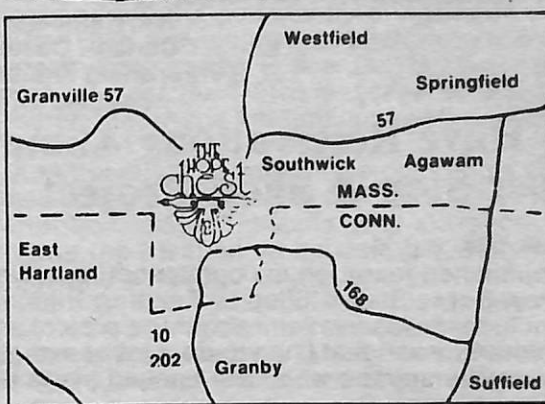 Westfield
Springfield
Granville 57
57
THE
HOPE
chEst
Southwick
Agawam
MASS.
CONN.
East
Hartland
168
10
202
Granby
Suffield